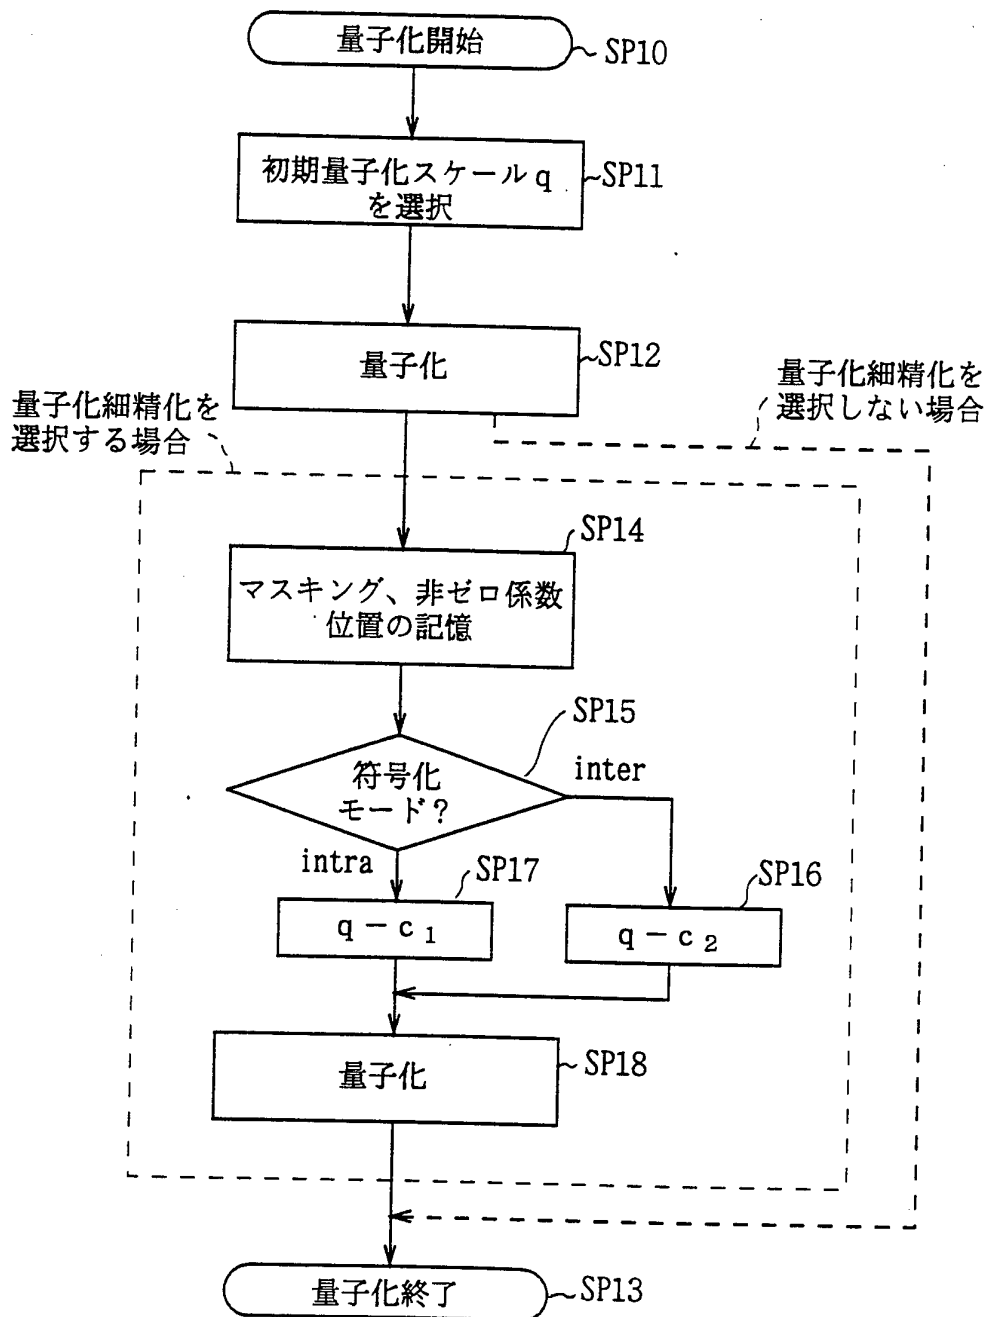 量子化開始
SP10
初期量子化スケールq
を選択
SP11
量子化
SP12
量子化細精化を
選択しない場合
量子化細精化を
選択する場合
SP14
マスキング、非ゼロ係数
位置の記憶
SP15
符号化
モード?
inter
intra
SP17
SP16
q－c₁
q－c₂
量子化
SP18
量子化終了
SP13